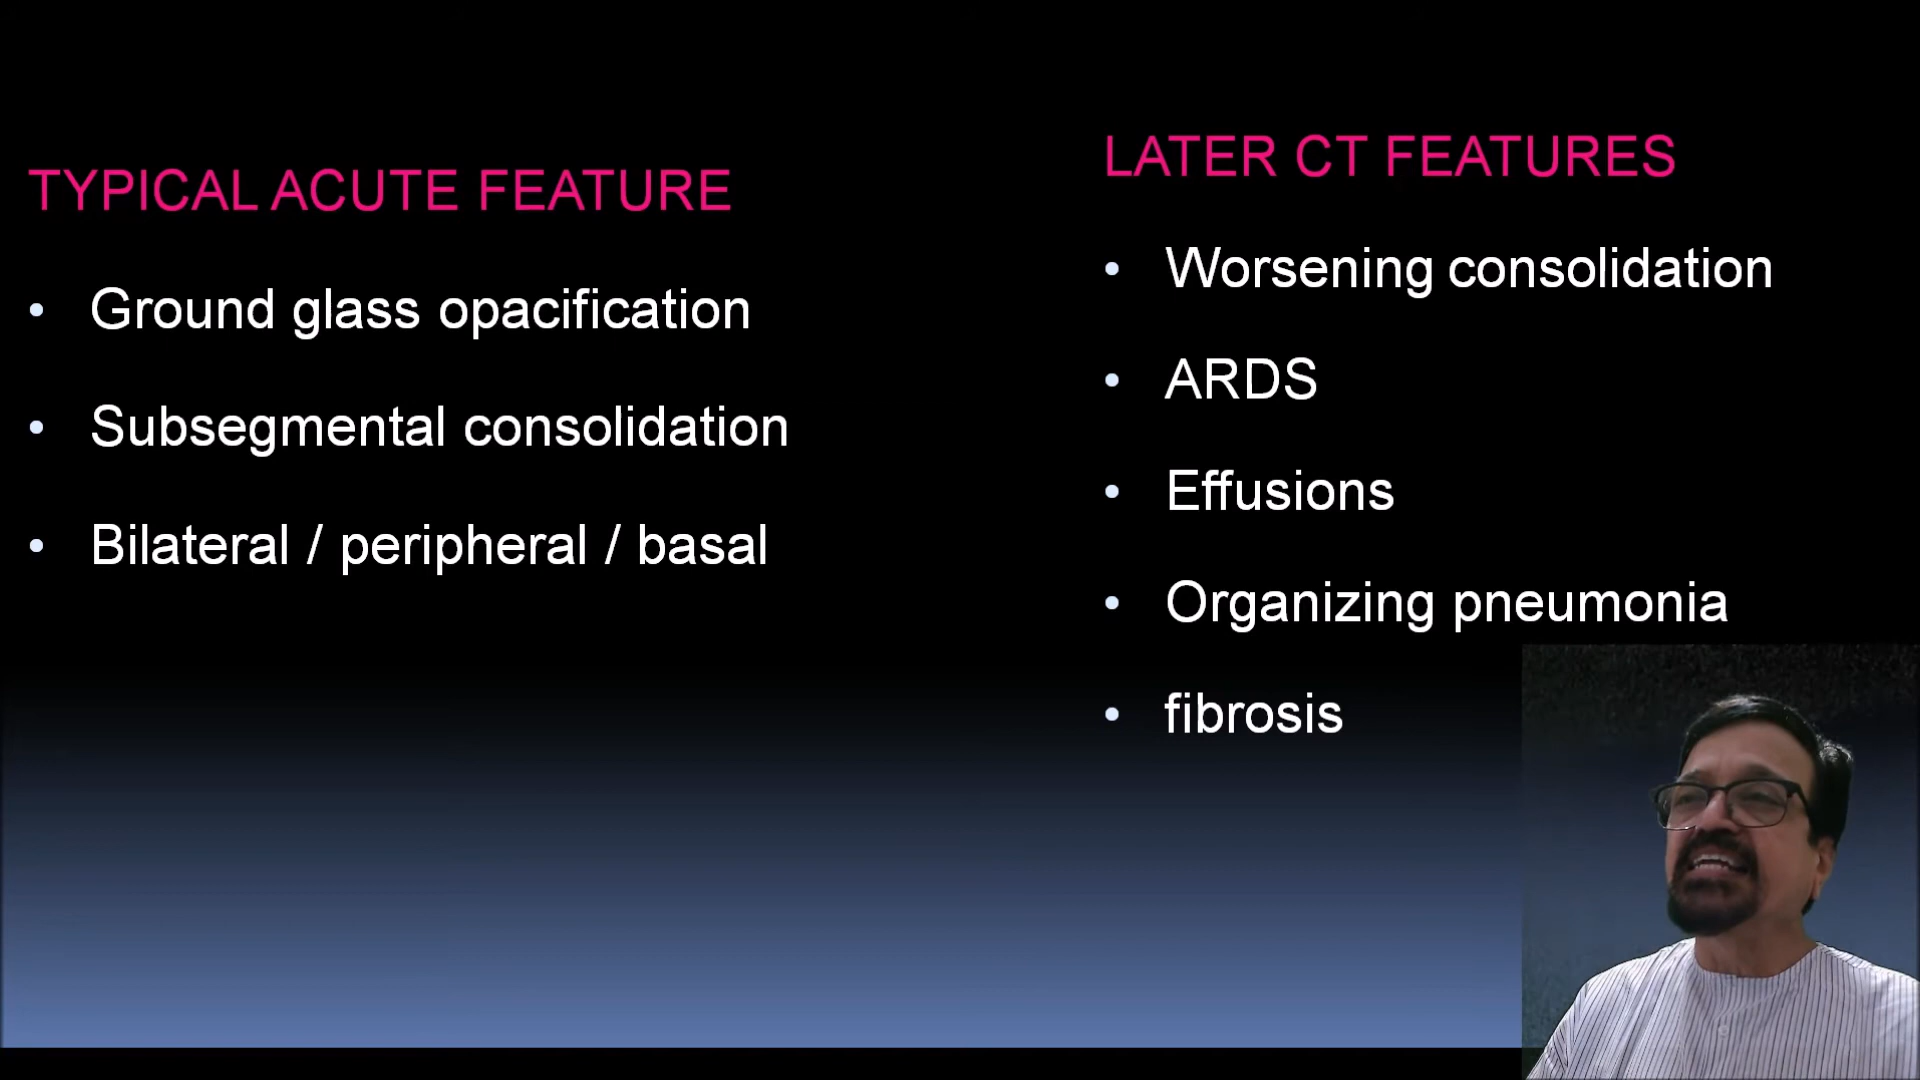 TYPICAL ACUTE FEATURE
• Ground glass opacification
• Subsegmental consolidation
• Bilateral / peripheral / basal
LATER CT FEATURES
• Worsening consolidation
• ARDS
• Effusions
• Organizing pneumonia
• fibrosis